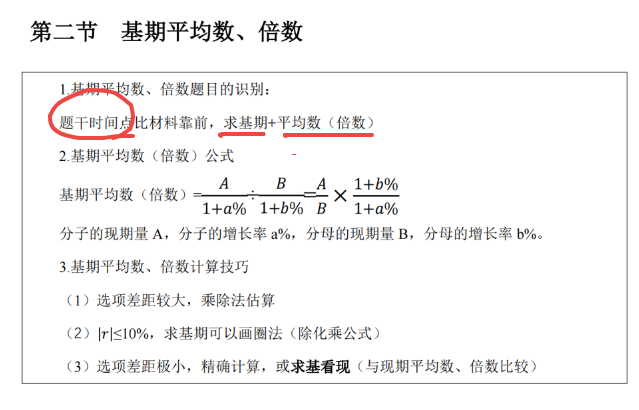 第二节 基期平均数、倍数
1.基期平均数、倍数题目的识别：
题干时间点比材料靠前，求基期+平均数（倍数）
2.基期平均数（倍数）公式
基期平均数（倍数）=A/(1+a%)÷B/(1+b%)=A/B×(1+b%)/(1+a%)
分子的现期量 A，分子的增长率 a%，分母的现期量 B，分母的增长率 b%。
3.基期平均数、倍数计算技巧
（1）选项差距较大，乘除法估算
（2）|r|≤10%，求基期可以画圈法（除化乘公式）
（3）选项差距极小，精确计算，或求基看现（与现期平均数、倍数比较）